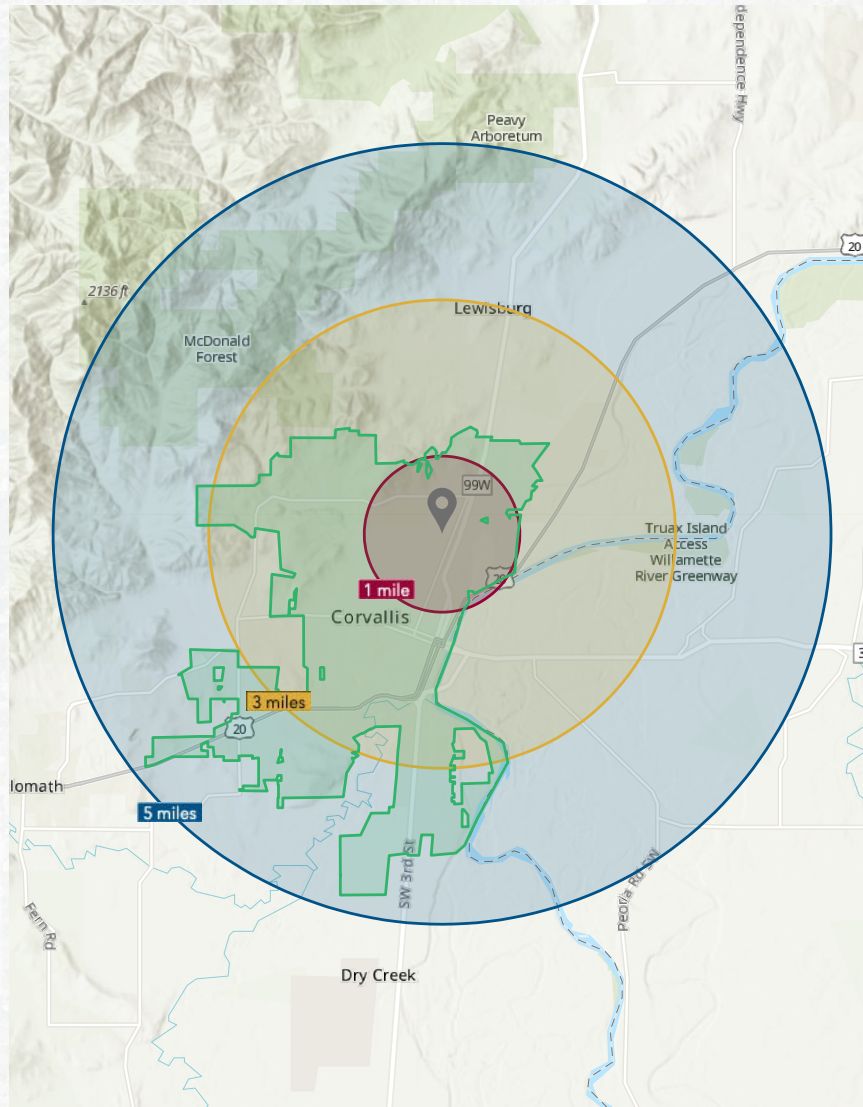 dependence Hwy
Peavy
Arboretum
20
2136 ft
Lewisburg
McDonald
Forest
99W
Truax Island
Access
Willamette
River Greenway
20
1 mile
Corvallis
3
3 miles
20
lomath
5 miles
SW 3rd St
Peoria Rd SW
Fern Rd
Dry Creek